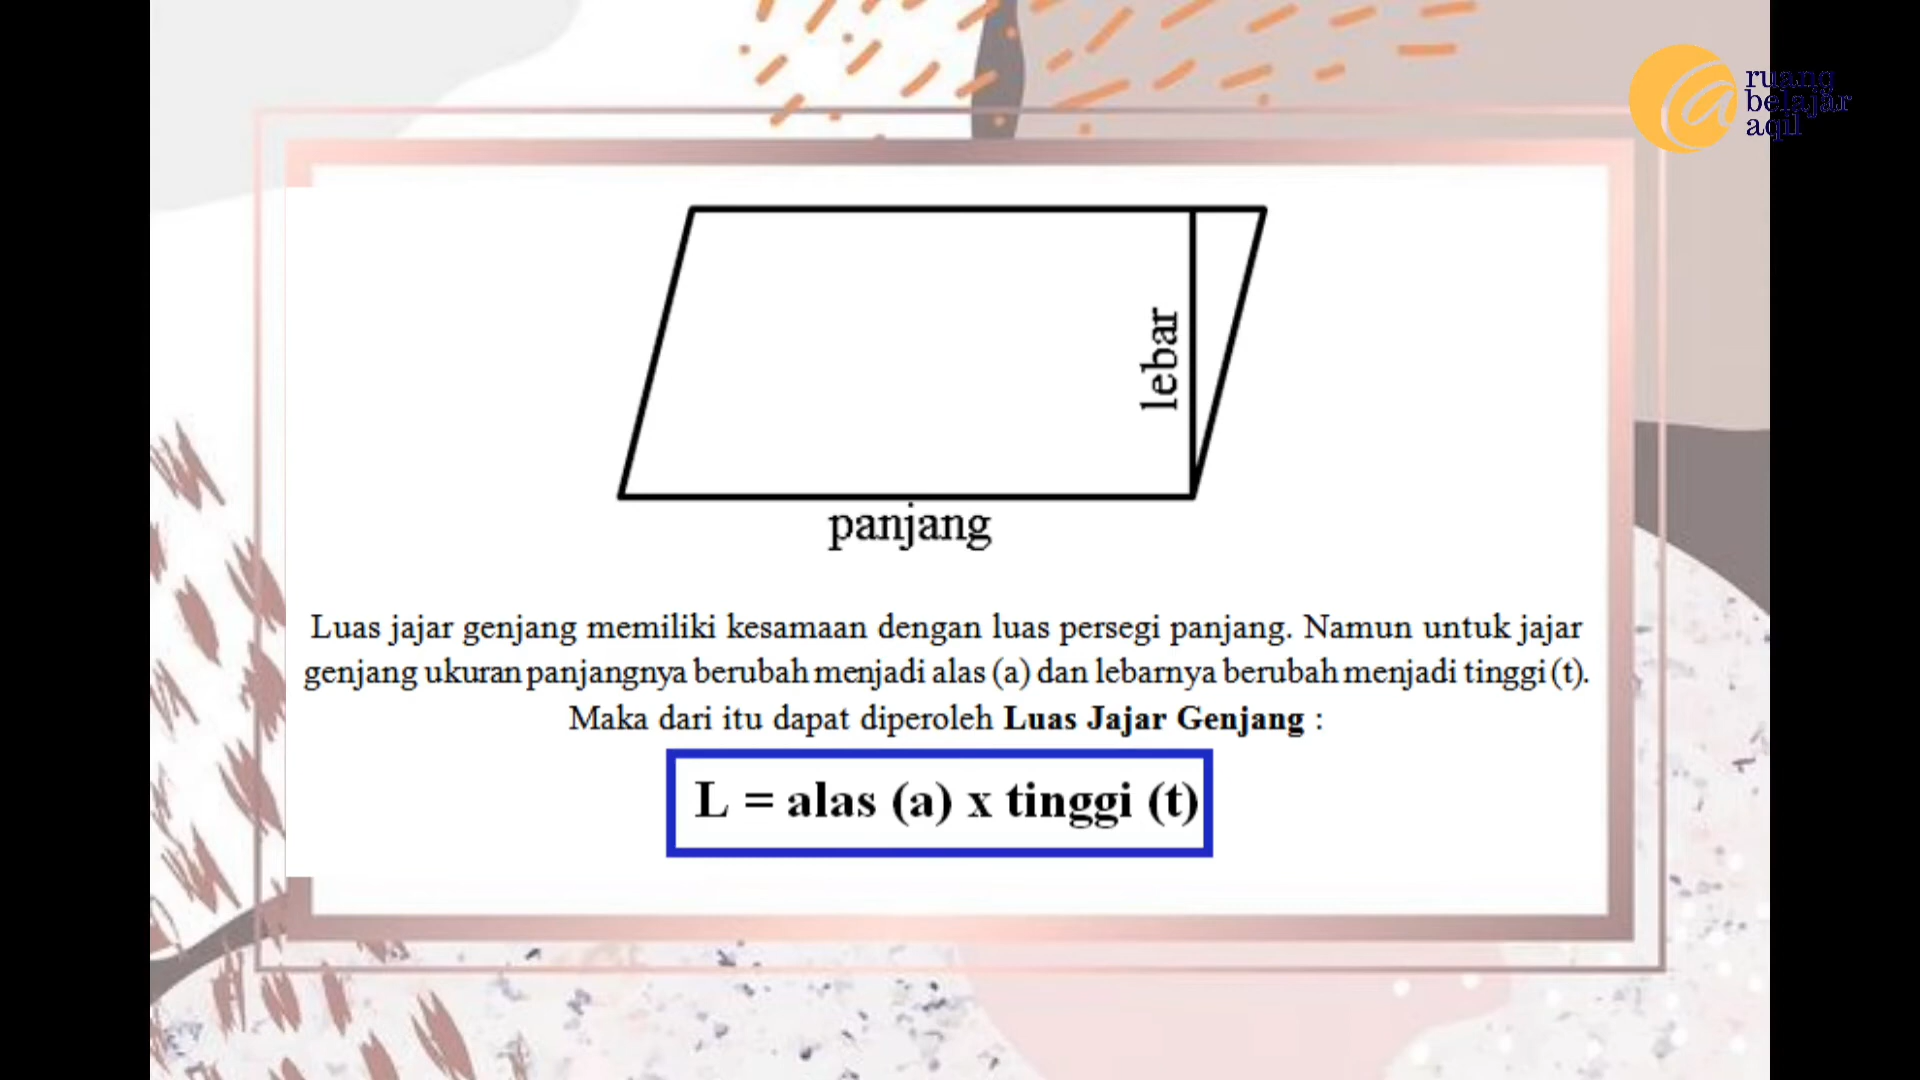 ruang
belajar
aqil
lebar
panjang
Luas jajar genjang memiliki kesamaan dengan luas persegi panjang. Namun untuk jajar
genjang ukuran panjangnya berubah menjadi alas (a) dan lebarnya berubah menjadi tinggi (t).
Maka dari itu dapat diperoleh Luas Jajar Genjang :
L = alas (a) x tinggi (t)